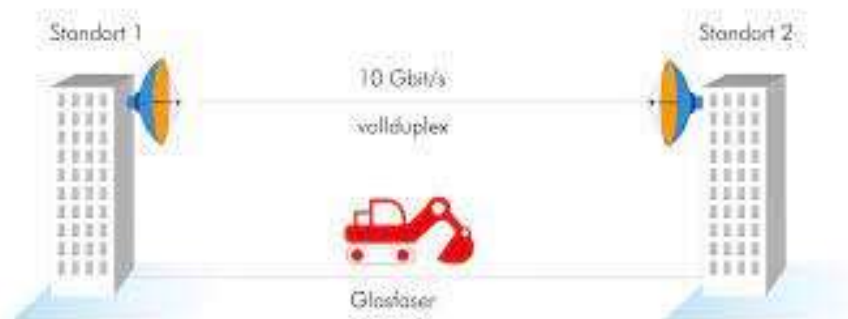 Standort 1
Standort 2
10 Gbit/s
vollduplex
Glasfaser